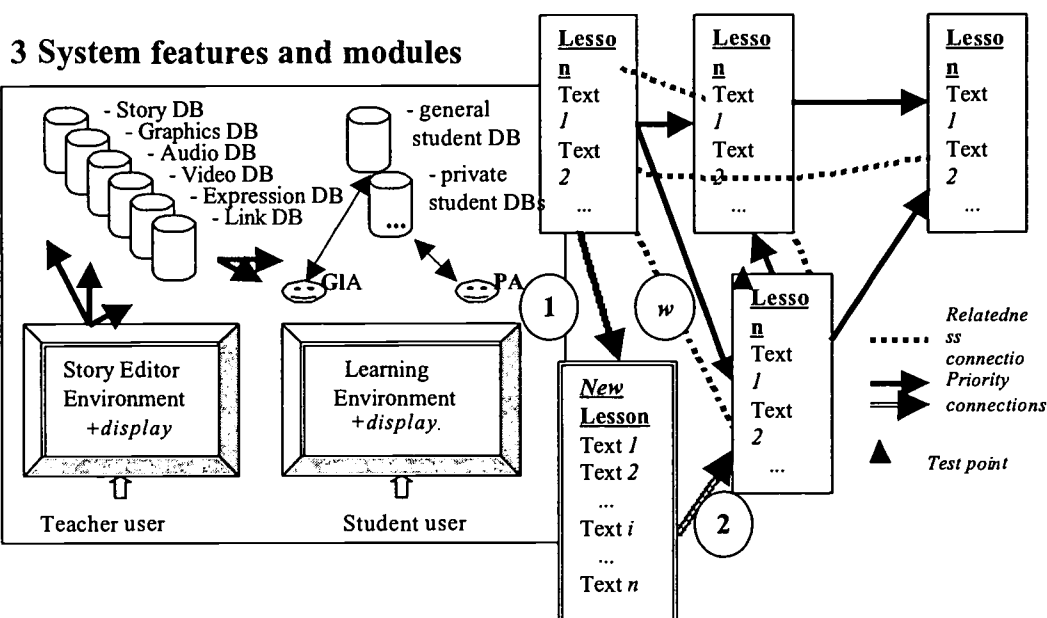 3 System features and modules
- Story DB
- Graphics DB
- Audio DB
- Video DB
- Expression DB
- Link DB
- general
student DB
- private
student DBs
...
GIA
PA
Story Editor
Environment
+display
Learning
Environment
+display.
Teacher user
Student user
Lesso
n
Text
1
Text
2
...
Lesso
n
Text
1
Text
2
...
Lesso
n
Text
1
Text
2
...
1
w
Lesso
n
Text
1
Text
2
...
New
Lesson
Text 1
Text 2
...
Text i
...
Text n
2
Relatedne
ss
connectio
Priority
connections
Test point